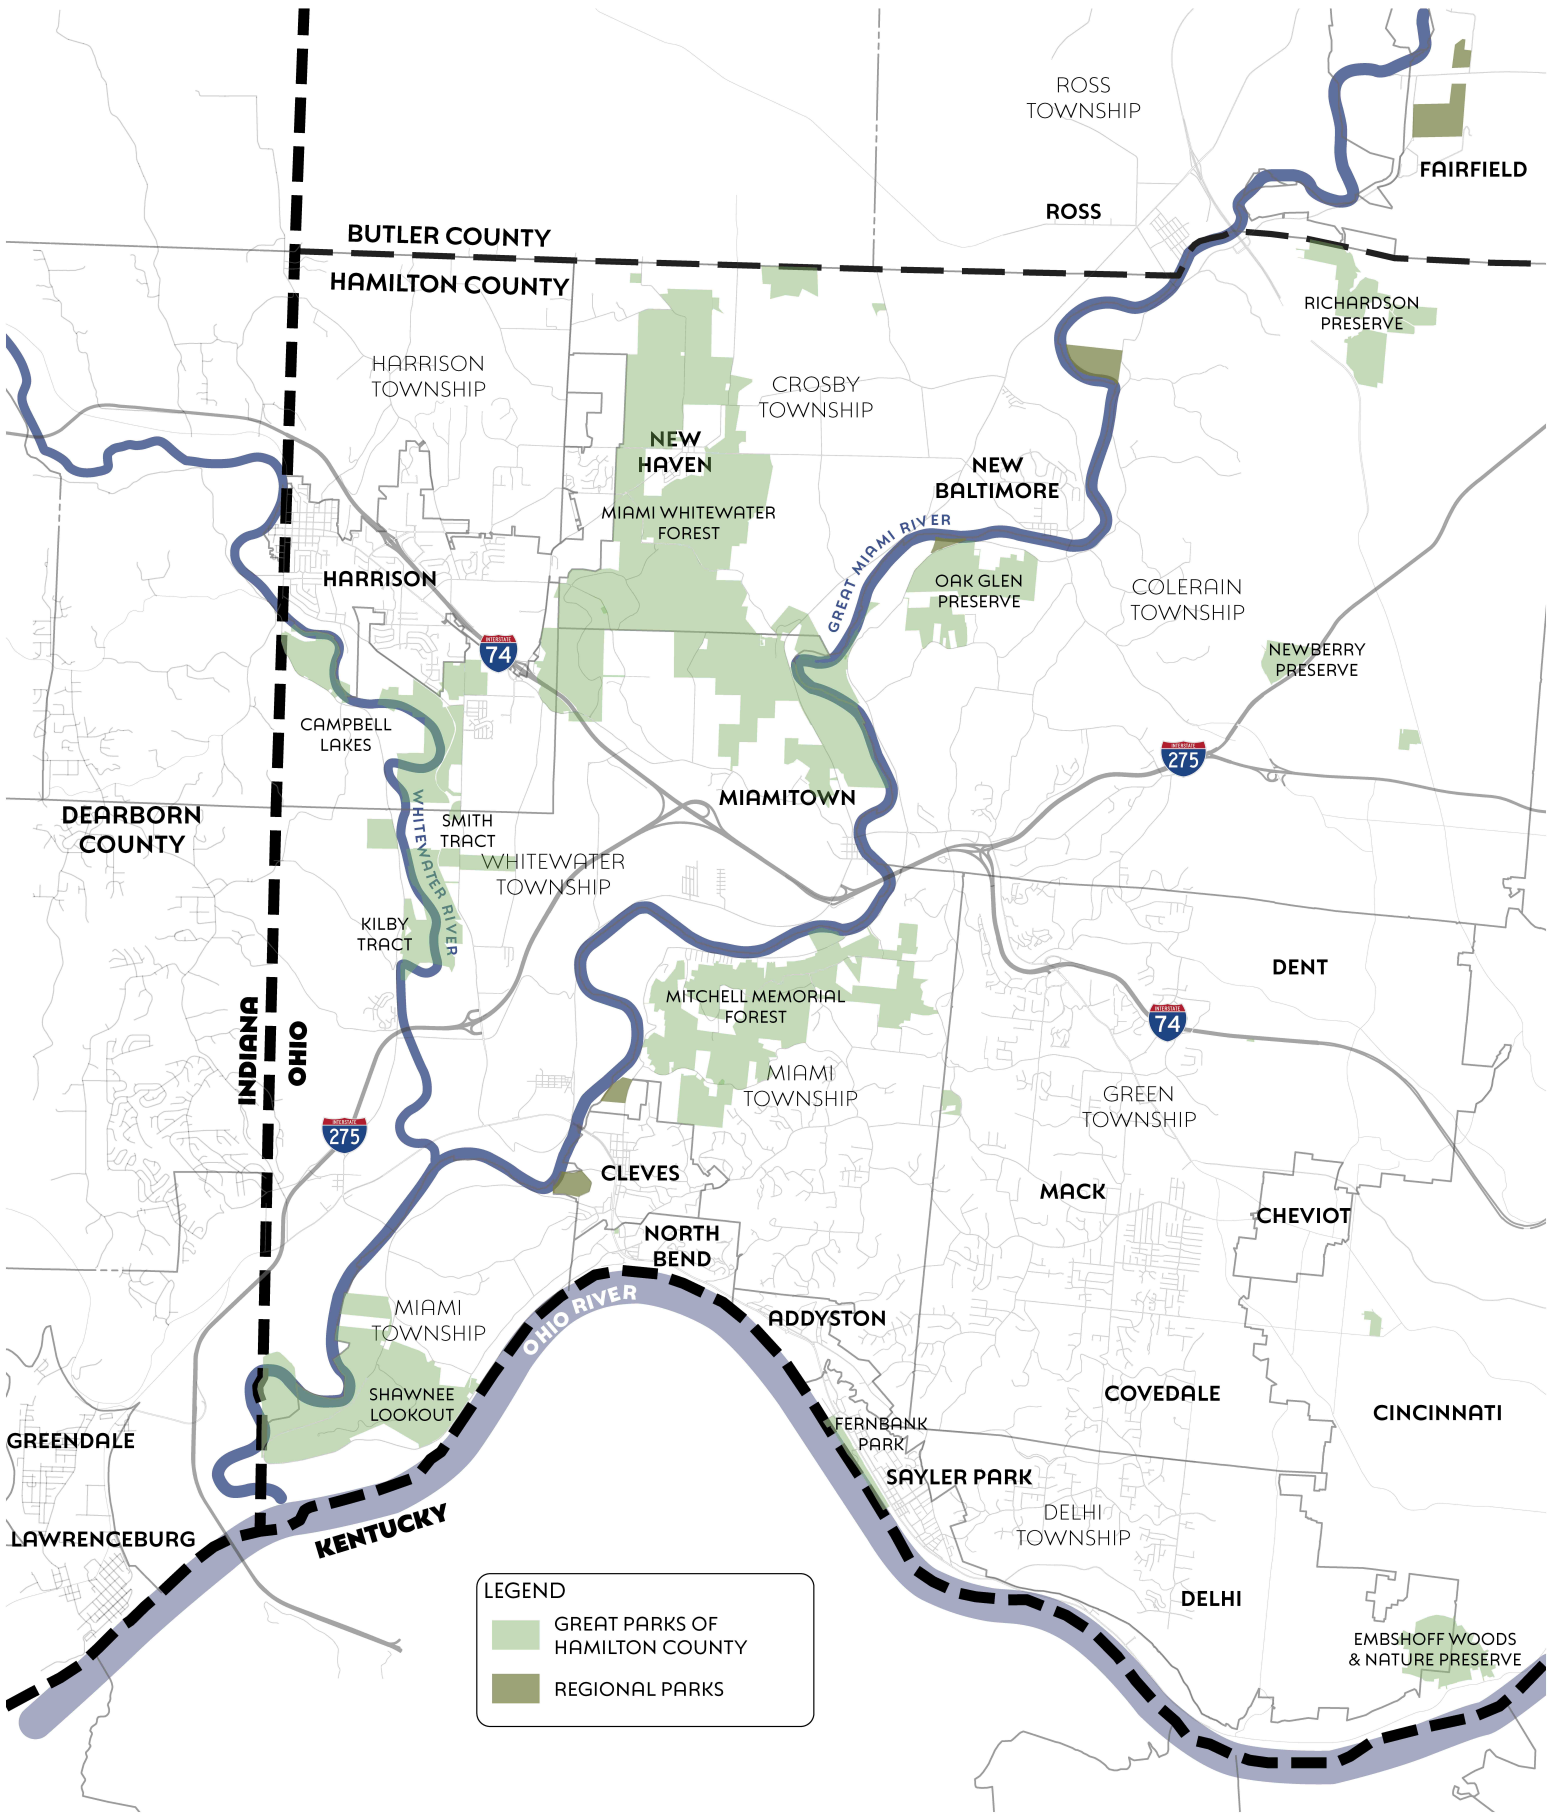 ROSS
TOWNSHIP
FAIRFIELD
ROSS
BUTLER COUNTY
HAMILTON COUNTY
RICHARDSON
PRESERVE
HARRISON
TOWNSHIP
CROSBY
TOWNSHIP
NEW
HAVEN
NEW
BALTIMORE
MIAMI WHITEWATER
FOREST
GREAT MIAMI RIVER
HARRISON
OAK GLEN
PRESERVE
COLERAIN
TOWNSHIP
INTERSTATE
74
NEWBERRY
PRESERVE
CAMPBELL
LAKES
INTERSTATE
275
MIAMITOWN
DEARBORN
COUNTY
WHITEWATER RIVER
SMITH
TRACT
WHITEWATER
TOWNSHIP
KILBY
TRACT
DENT
MITCHELL MEMORIAL
FOREST
INDIANA
OHIO
INTERSTATE
74
MIAMI
TOWNSHIP
GREEN
TOWNSHIP
INTERSTATE
275
CLEVES
MACK
CHEVIOT
NORTH
BEND
OHIO RIVER
MIAMI
TOWNSHIP
ADDYSTON
SHAWNEE
LOOKOUT
COVEDALE
CINCINNATI
GREENDALE
FERNBANK
PARK
SAYLER PARK
LAWRENCEBURG
KENTUCKY
DELHI
TOWNSHIP
DELHI
LEGEND
GREAT PARKS OF
HAMILTON COUNTY
REGIONAL PARKS
EMBSHOFF WOODS
& NATURE PRESERVE